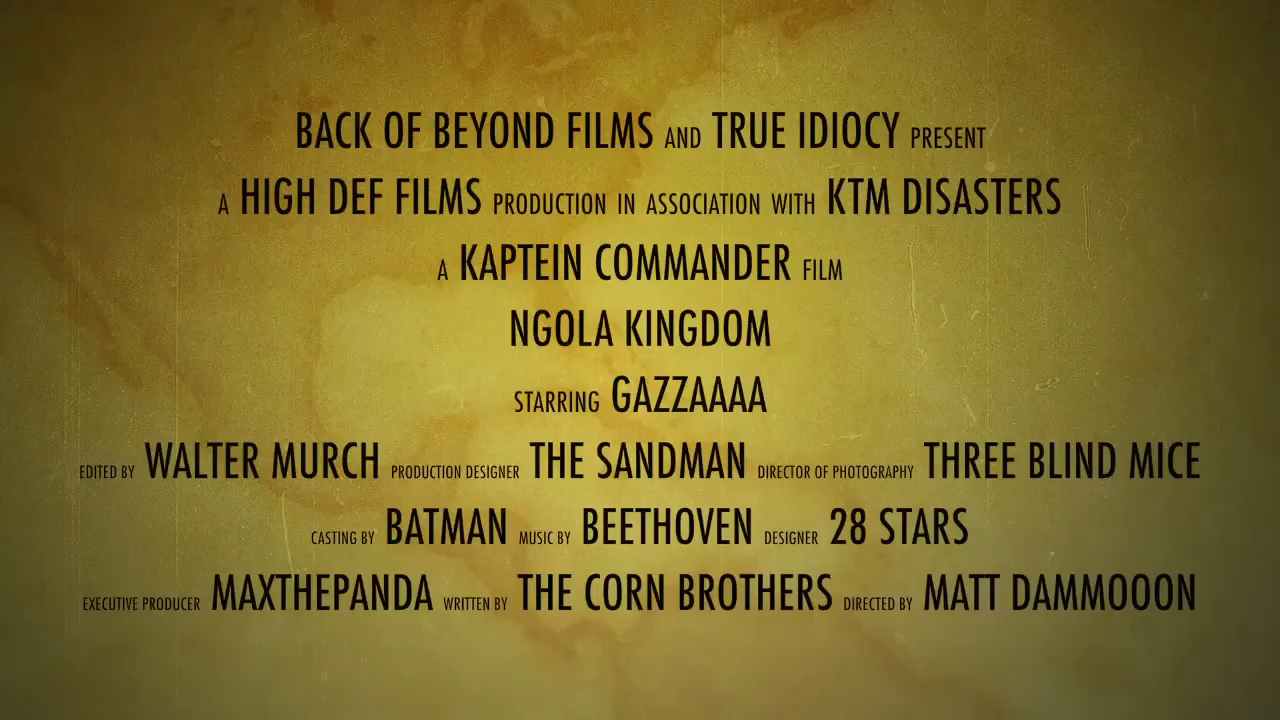 BACK OF BEYOND FILMS AND TRUE IDIOCY PRESENT
A HIGH DEF FILMS PRODUCTION IN ASSOCIATION WITH KTM DISASTERS
A KAPTEIN COMMANDER FILM
NGOLA KINGDOM
STARRING GAZZAAAA
EDITED BY WALTER MURCH PRODUCTION DESIGNER THE SANDMAN DIRECTOR OF PHOTOGRAPHY THREE BLIND MICE
CASTING BY BATMAN MUSIC BY BEETHOVEN DESIGNER 28 STARS
EXECUTIVE PRODUCER MAXTHEPANDA WRITTEN BY THE CORN BROTHERS DIRECTED BY MATT DAMMOOON